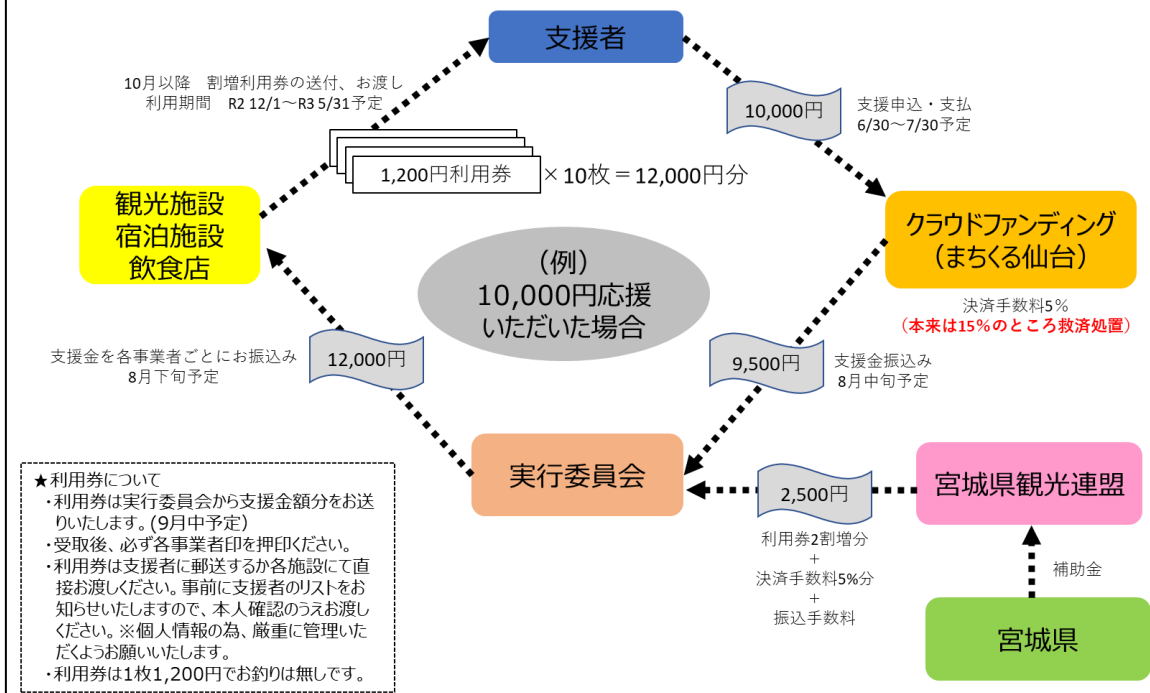 支援者
10月以降　割増利用券の送付、お渡し
利用期間　R2 12/1～R3 5/31予定
10,000円
支援申込・支払
6/30～7/30予定
1,200円利用券
×10枚＝12,000円分
観光施設
宿泊施設
飲食店
クラウドファンディング
（まちくる仙台）
決済手数料5%
（本来は15%のところ救済処置）
（例）
10,000円応援
いただいた場合
支援金を各事業者ごとにお振込み
8月下旬予定
12,000円
9,500円
支援金振込み
8月中旬予定
実行委員会
2,500円
利用券2割増分
+
決済手数料5%分
+
振込手数料
宮城県観光連盟
補助金
宮城県
★利用券について
・利用券は実行委員会から支援金額分をお送
りいたします。(9月中予定)
・受取後、必ず各事業者印を押印ください。
・利用券は支援者に郵送するか各施設にて直
接お渡しください。事前に支援者のリストをお
知らせいたしますので、本人確認のうえお渡し
ください。※個人情報の為、厳重に管理いた
だくようお願いいたします。
・利用券は1枚1,200円でお釣りは無しです。